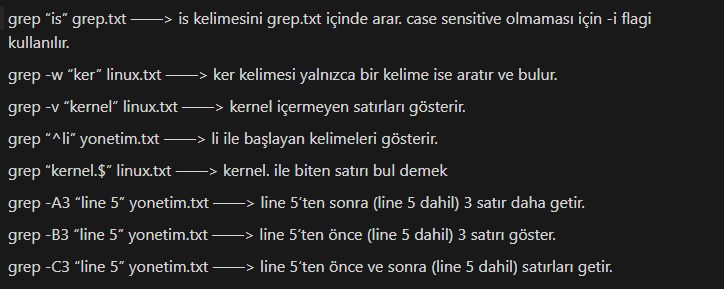 grep “is” grep.txt ——–> is kelimesini grep.txt içinde arar. case sensitive olmaması için -i flagi
kullanılır.
grep -w “ker” linux.txt ——–> ker kelimesi yalnızca bir kelime ise aratır ve bulur.
grep -v “kernel” linux.txt ——–> kernel içermeyen satırları gösterir.
grep “^li” yonetim.txt ——–> li ile başlayan kelimeleri gösterir.
grep “kernel.$” linux.txt ——–> kernel. ile biten satırı bul demek
grep -A3 “line 5” yonetim.txt ——–> line 5’ten sonra (line 5 dahil) 3 satır daha getir.
grep -B3 “line 5” yonetim.txt ——–> line 5’ten önce (line 5 dahil) 3 satırı göster.
grep -C3 “line 5” yonetim.txt ——–> line 5’ten önce ve sonra (line 5 dahil) satırları getir.